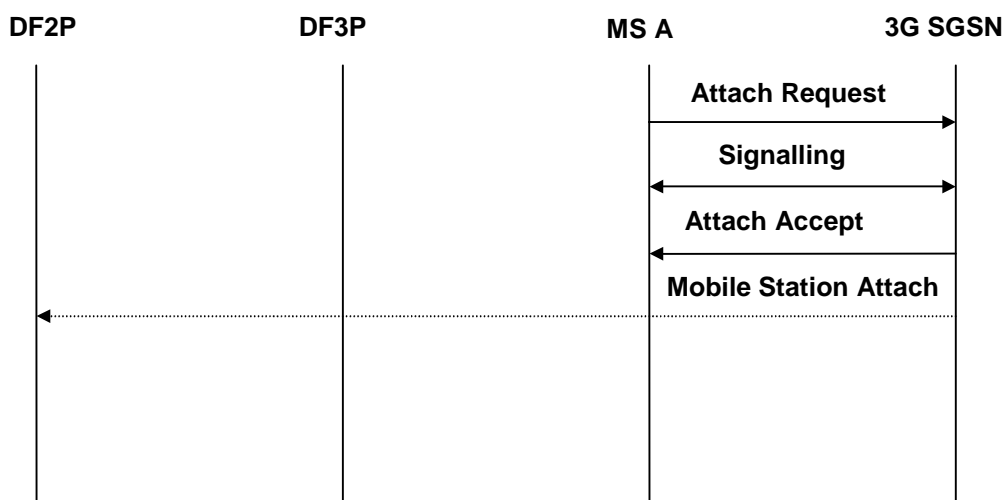 DF2P
DF3P
MS A
3G SGSN
Attach Request
Signalling
Attach Accept
Mobile Station Attach